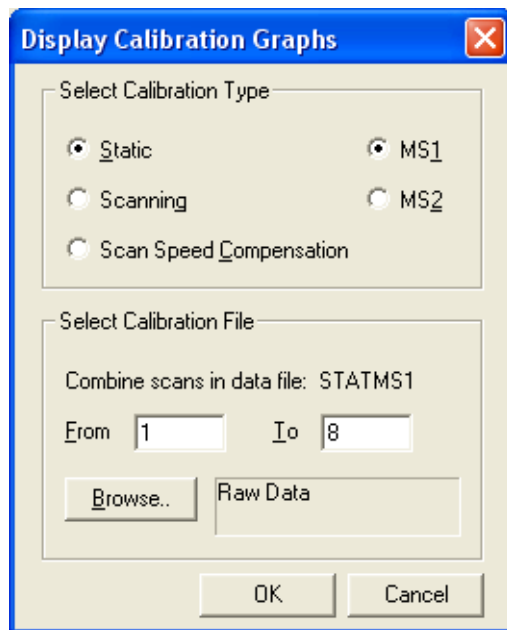 Display Calibration Graphs
Select Calibration Type
Static MS1
Scanning MS2
Scan Speed Compensation
Select Calibration File
Combine scans in data file: STATMS1
From 1 To 8
Browse.. Raw Data
OK Cancel